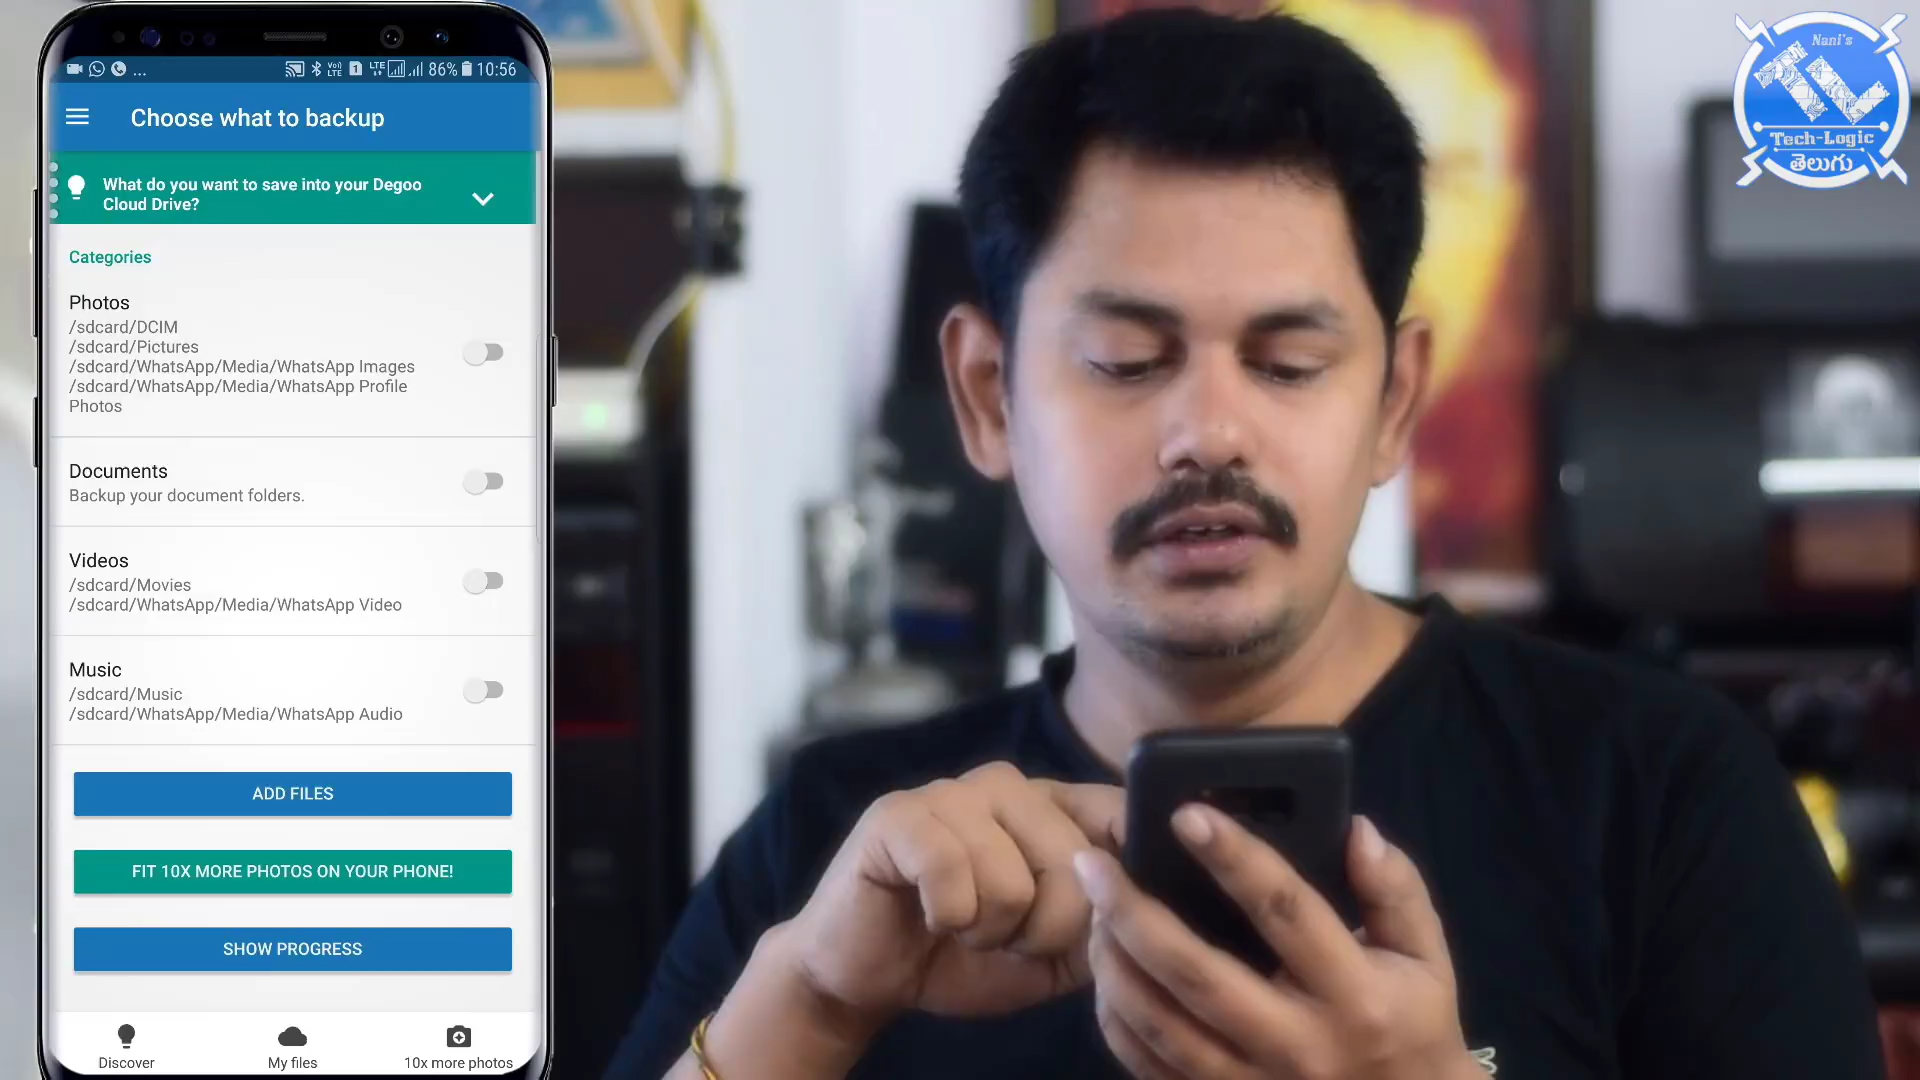 ... 86% 10:56
Choose what to backup
What do you want to save into your Degoo
Cloud Drive?
Categories
Photos
/sdcard/DCIM
/sdcard/Pictures
/sdcard/WhatsApp/Media/WhatsApp Images
/sdcard/WhatsApp/Media/WhatsApp Profile
Photos
Documents
Backup your document folders.
Videos
/sdcard/Movies
/sdcard/WhatsApp/Media/WhatsApp Video
Music
/sdcard/Music
/sdcard/WhatsApp/Media/WhatsApp Audio
ADD FILES
FIT 10X MORE PHOTOS ON YOUR PHONE!
SHOW PROGRESS
Discover My files 10x more photos
Nani's
TL
Tech-Logic
తెలుగు